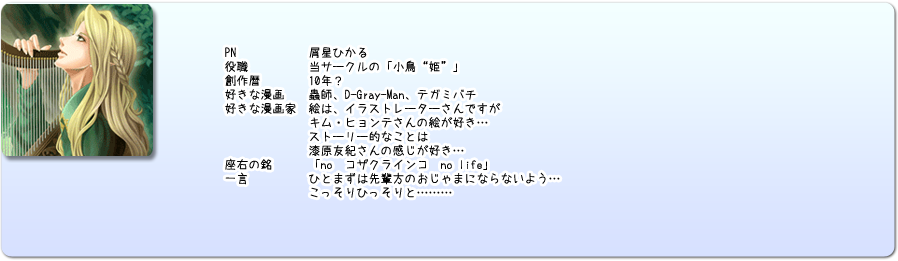 PN 屑星ひかる
役職 当サークルの「小鳥“姫”」
創作暦 10年？
好きな漫画 蟲師、D-Gray-Man、テガミバチ
好きな漫画家 絵は、イラストレーターさんですが
キム・ヒョンテさんの絵が好き…
ストーリー的なことは
漆原友紀さんの感じが好き…
座右の銘 「no コザクラインコ no life」
一言 ひとまずは先輩方のおじゃまにならないよう…
こっそりひっそりと………